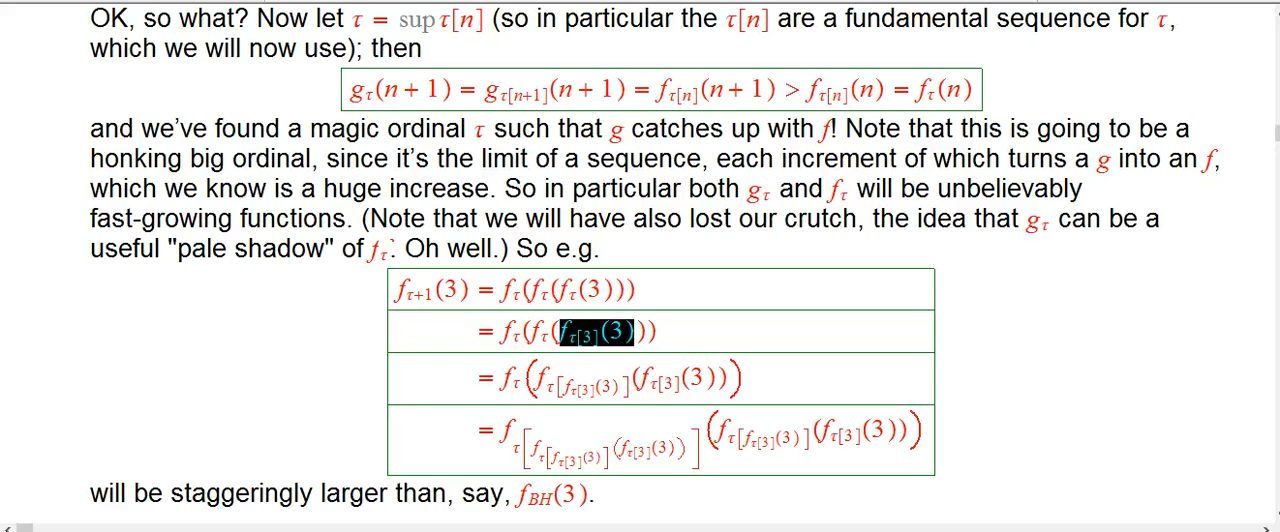 OK, so what? Now let τ = sup τ[n] (so in particular the τ[n] are a fundamental sequence for τ,
which we will now use); then
g_τ(n + 1) = g_τ[n+1](n + 1) = f_τ[n](n + 1) > f_τ[n](n) = f_τ(n)
and we’ve found a magic ordinal τ such that g catches up with f! Note that this is going to be a
honking big ordinal, since it’s the limit of a sequence, each increment of which turns a g into an f,
which we know is a huge increase. So in particular both g_τ and f_τ will be unbelievably
fast-growing functions. (Note that we will have also lost our crutch, the idea that g_τ can be a
useful "pale shadow" of f_τ. Oh well.) So e.g.
f_τ+1(3) = f_τ(f_τ(f_τ(3)))
= f_τ(f_τ(f_τ[3](3)))
= f_τ(f_τ[f_τ[3](3)](f_τ[3](3)))
= f_τ[f_τ[f_τ[3](3)](f_τ[3](3))](f_τ[f_τ[3](3)](f_τ[3](3)))
will be staggeringly larger than, say, f_BH(3).